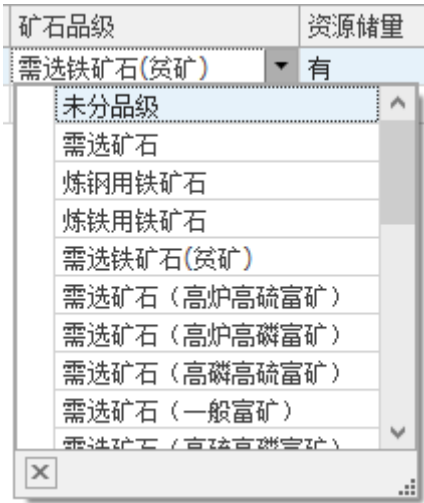 矿石品级 资源储量
需选铁矿石(贫矿) 有
未分品级
需选矿石
炼钢用铁矿石
炼铁用铁矿石
需选铁矿石(贫矿)
需选矿石（高炉高硫富矿）
需选矿石（高炉高磷富矿）
需选矿石（高磷高硫富矿）
需选矿石（一般富矿）